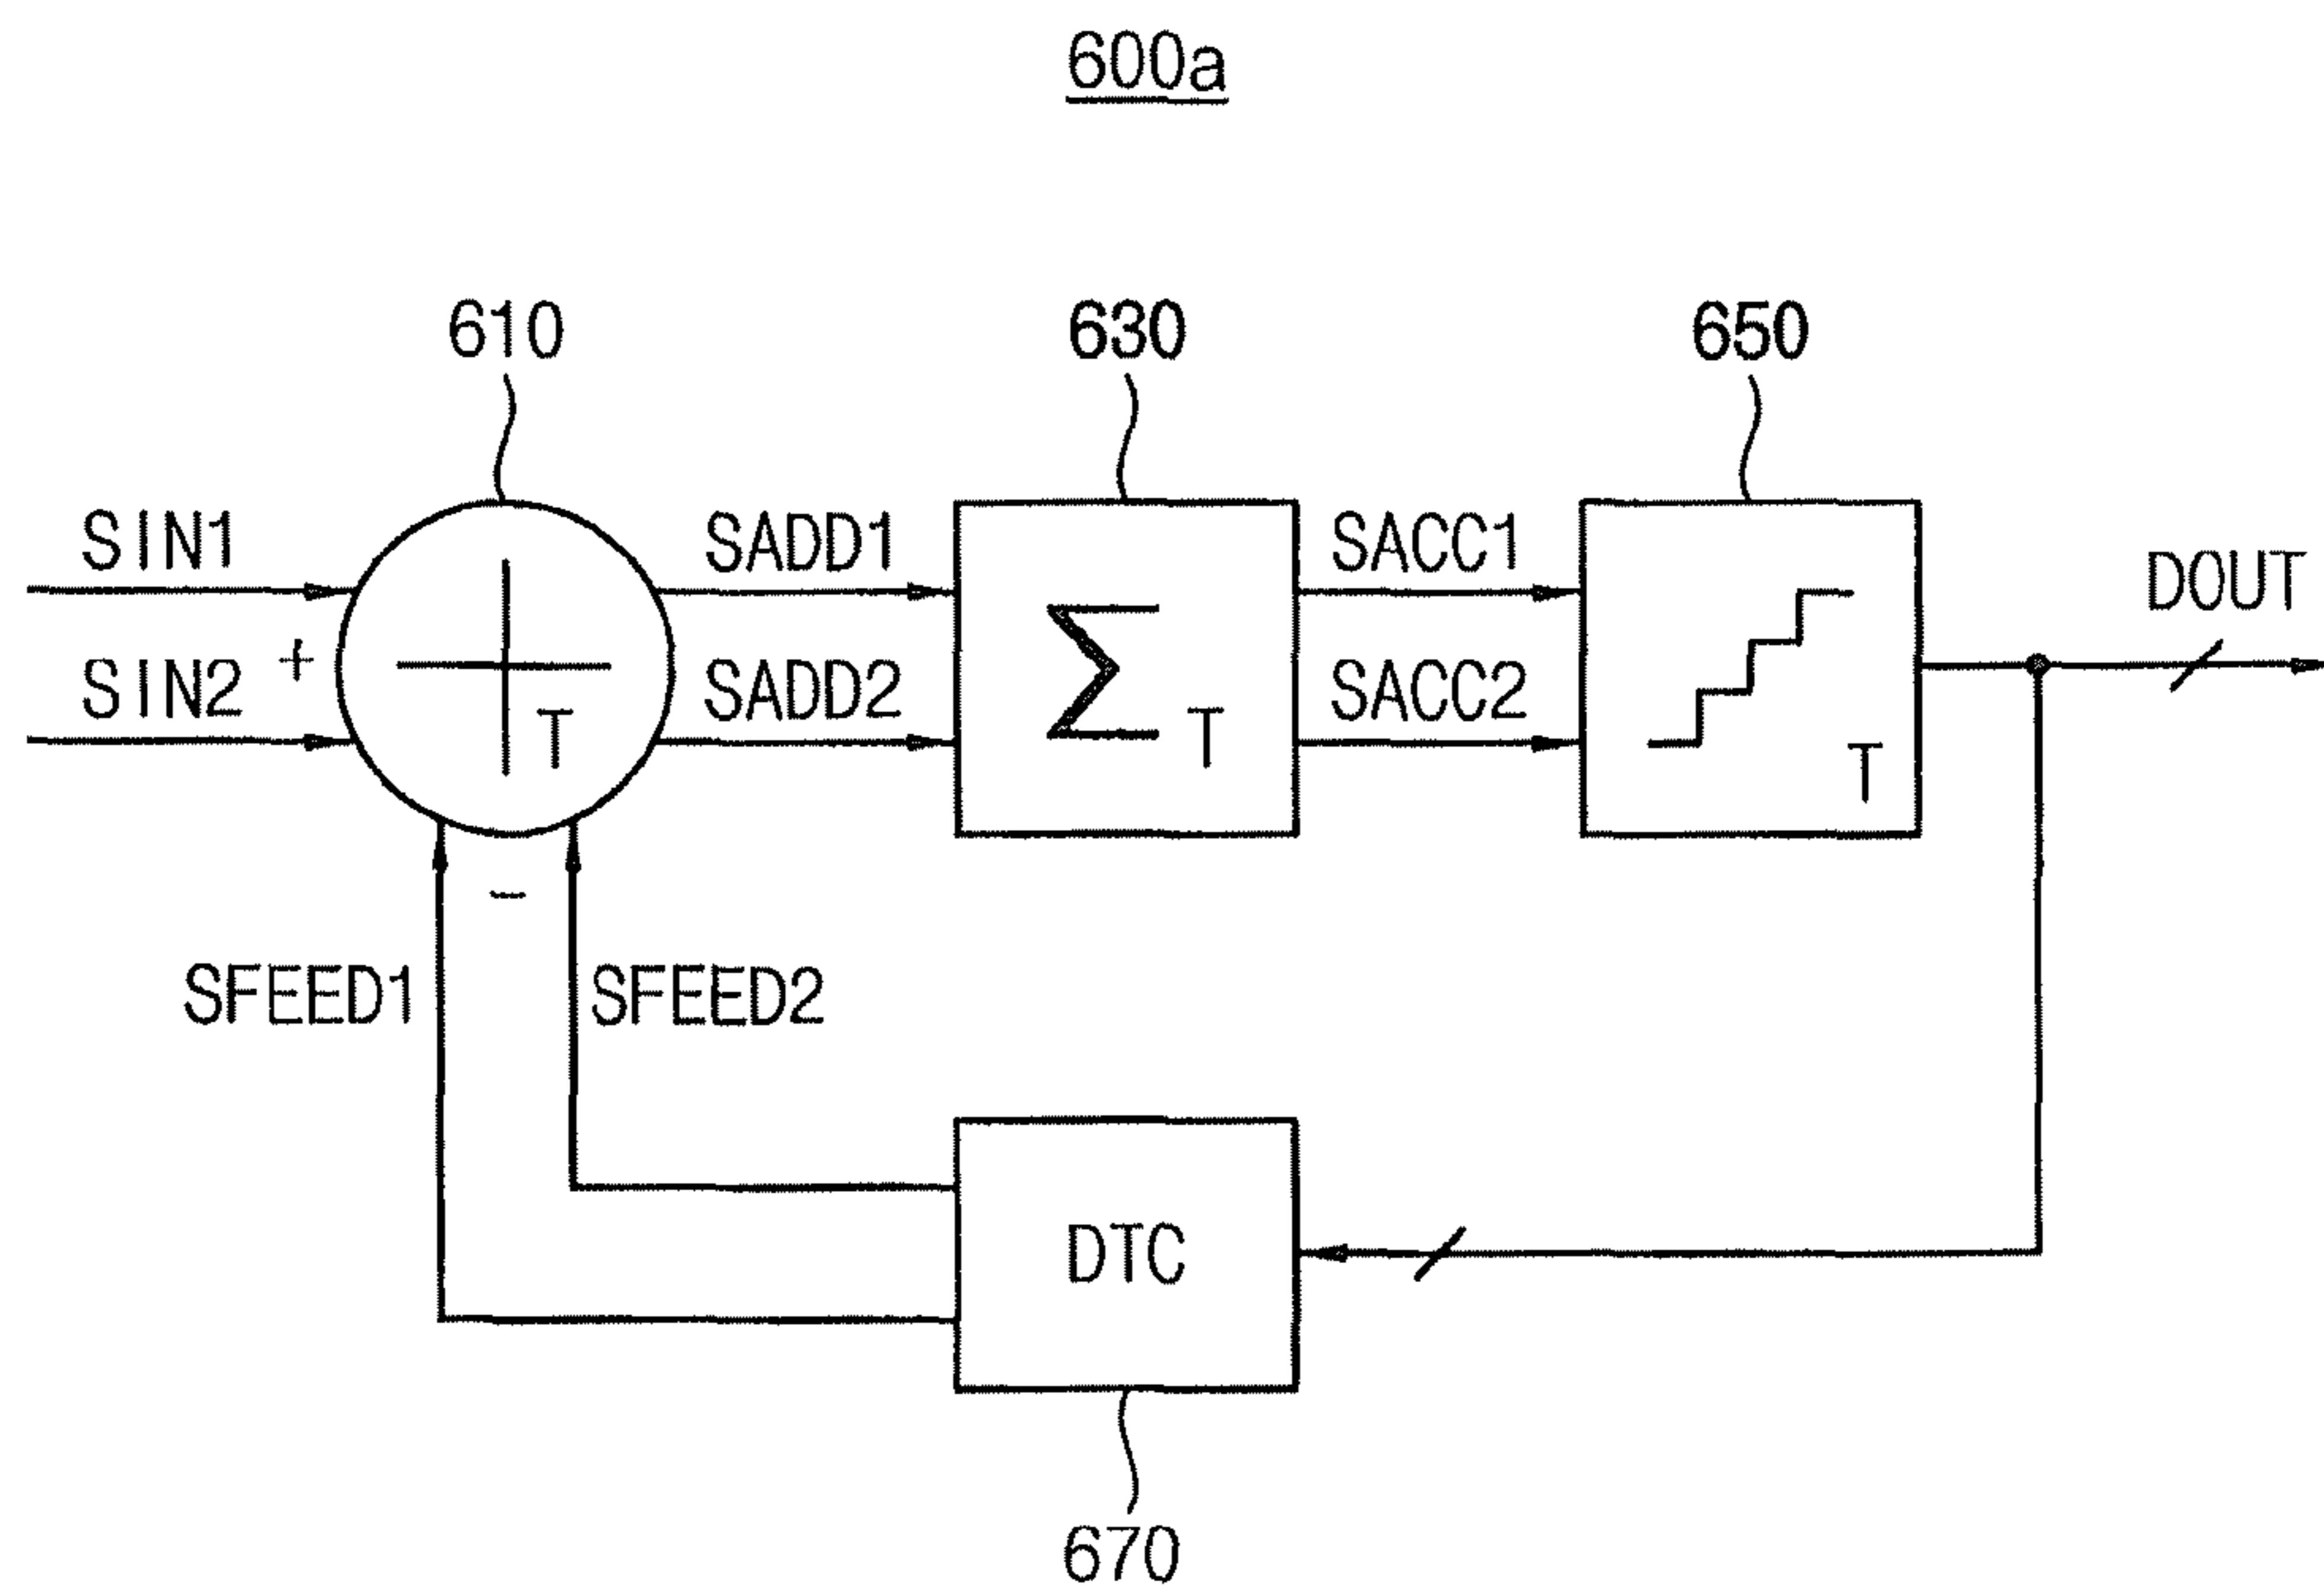 600a
610
630
650
SIN1
SADD1
SACC1
DOUT
+
SIN2
SADD2
SACC2
T
T
T
-
SFEED1
SFEED2
DTC
670